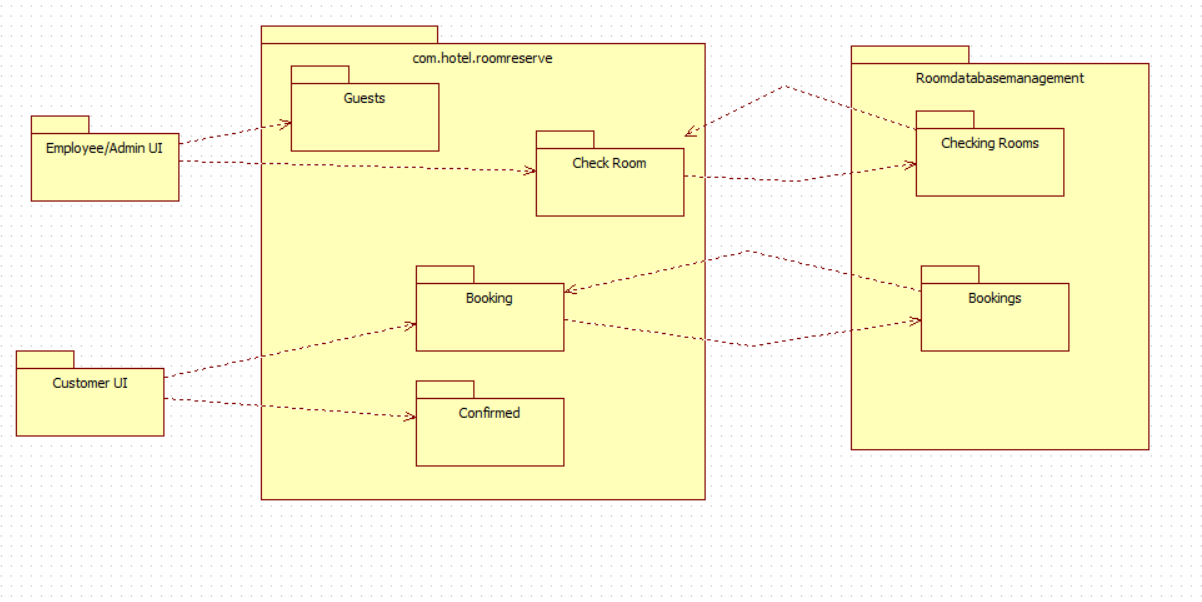 com.hotel.roomreserve
Roomdatabasemanagement
Guests
Employee/Admin UI
Check Room
Checking Rooms
Booking
Bookings
Customer UI
Confirmed